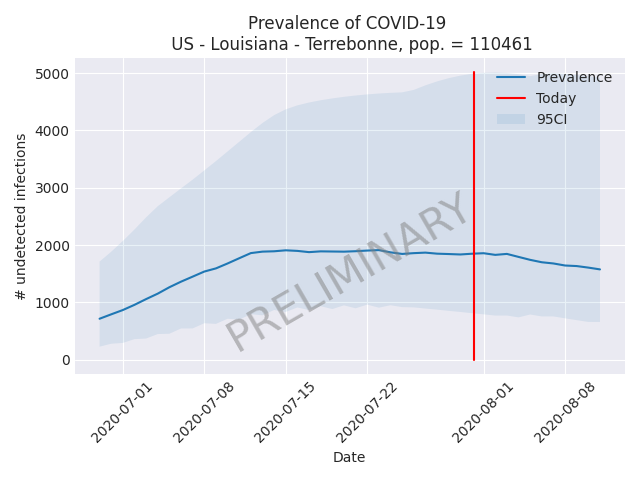 Prevalence of COVID-19
US - Louisiana - Terrebonne, pop. = 110461
Prevalence
Today
95CI
# undetected infections
5000
4000
3000
2000
1000
0
PRELIMINARY
2020-07-01
2020-07-08
2020-07-15
2020-07-22
2020-08-01
2020-08-08
Date